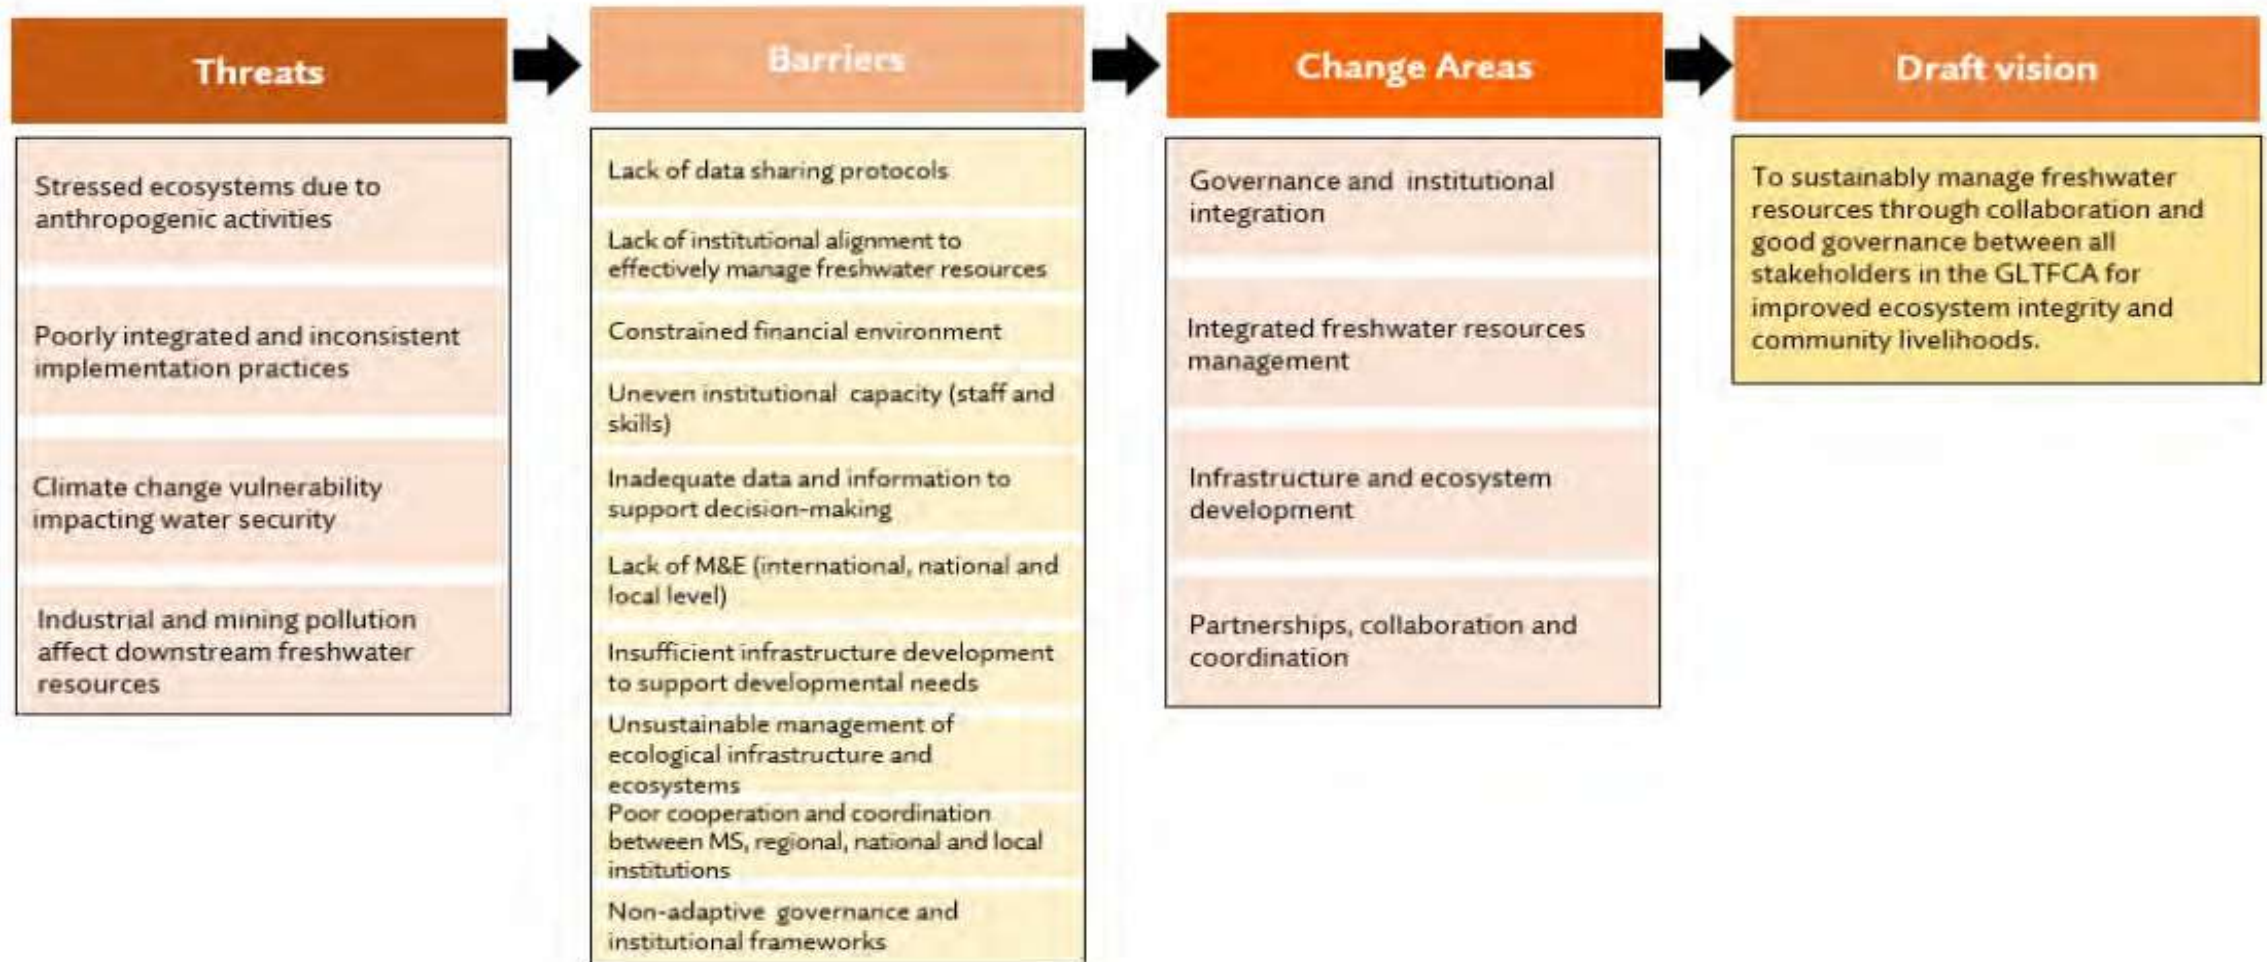 Threats
Barriers
Change Areas
Draft vision
Stressed ecosystems due to
anthropogenic activities
Poorly integrated and inconsistent
implementation practices
Climate change vulnerability
impacting water security
Industrial and mining pollution
affect downstream freshwater
resources
Lack of data sharing protocols
Lack of institutional alignment to
effectively manage freshwater resources
Constrained financial environment
Uneven institutional capacity (staff and
skills)
Inadequate data and information to
support decision-making
Lack of M&E (international, national and
local level)
Insufficient infrastructure development
to support developmental needs
Unsustainable management of
ecological infrastructure and
ecosystems
Poor cooperation and coordination
between MS, regional, national and local
institutions
Non-adaptive governance and
institutional frameworks
Governance and institutional
integration
Integrated freshwater resources
management
Infrastructure and ecosystem
development
Partnerships, collaboration and
coordination
To sustainably manage freshwater
resources through collaboration and
good governance between all
stakeholders in the GLTFCA for
improved ecosystem integrity and
community livelihoods.